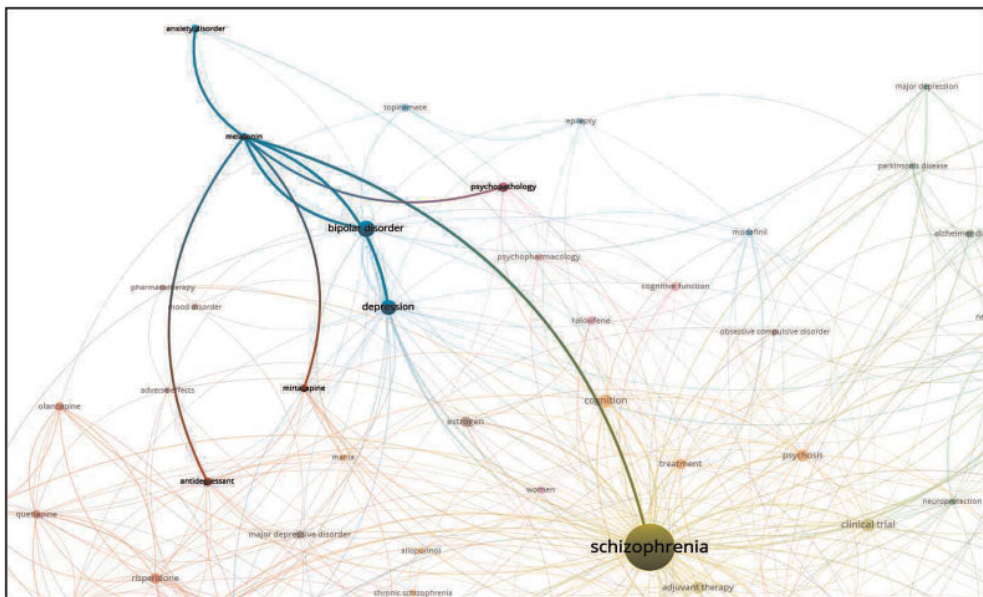 anxiety disorder
major depression
topiramate
epilepsy
melatonin
parkinsons disease
psychopathology
bipolar disorder
modafinil
psychopharmacology
pharmacotherapy
cognitive function
mood disorder
depression
raloxifene
obsessive compulsive disorder
adverse effects
mirtazapine
olanzapine
cognition
estrogen
mania
treatment
psychosis
antidepressant
women
neuroprotection
quetiapine
clinical trial
major depressive disorder
schizophrenia
allopurinol
risperidone
adjuvant therapy
chronic schizophrenia